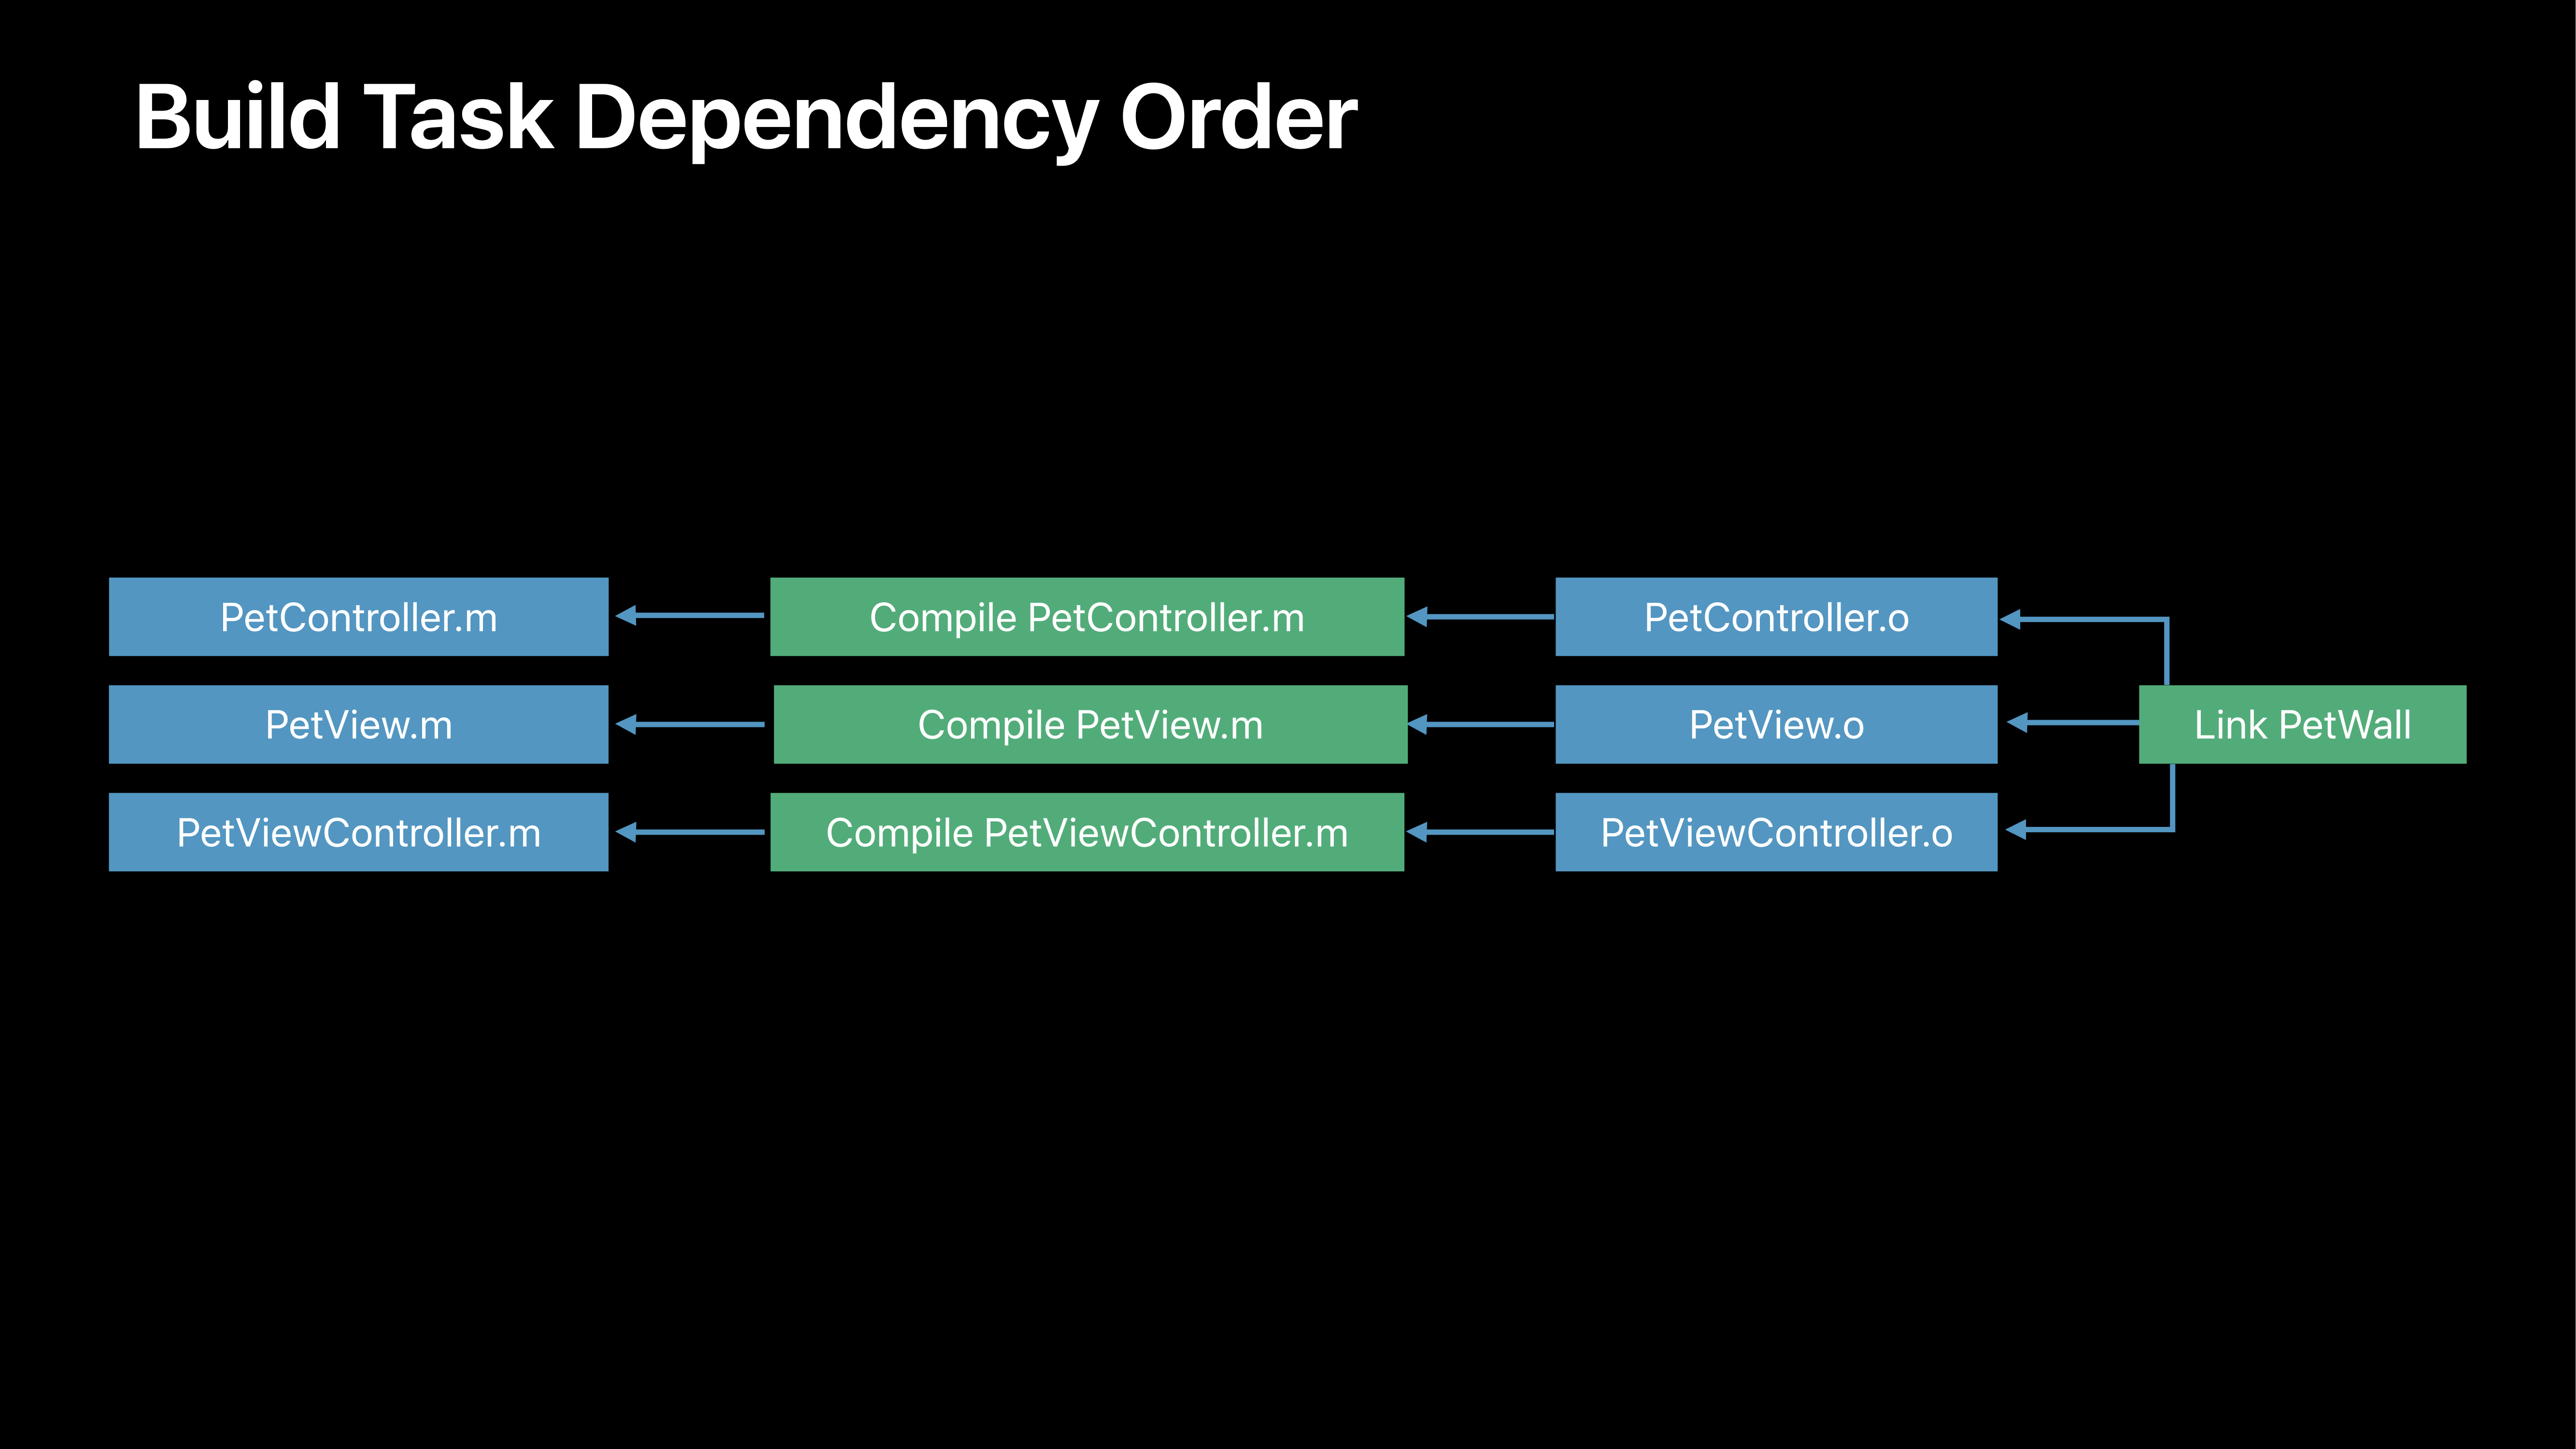 Build Task Dependency Order
PetController.m
Compile PetController.m
PetController.o
PetView.m
Compile PetView.m
PetView.o
Link PetWall
PetViewController.m
Compile PetViewController.m
PetViewController.o